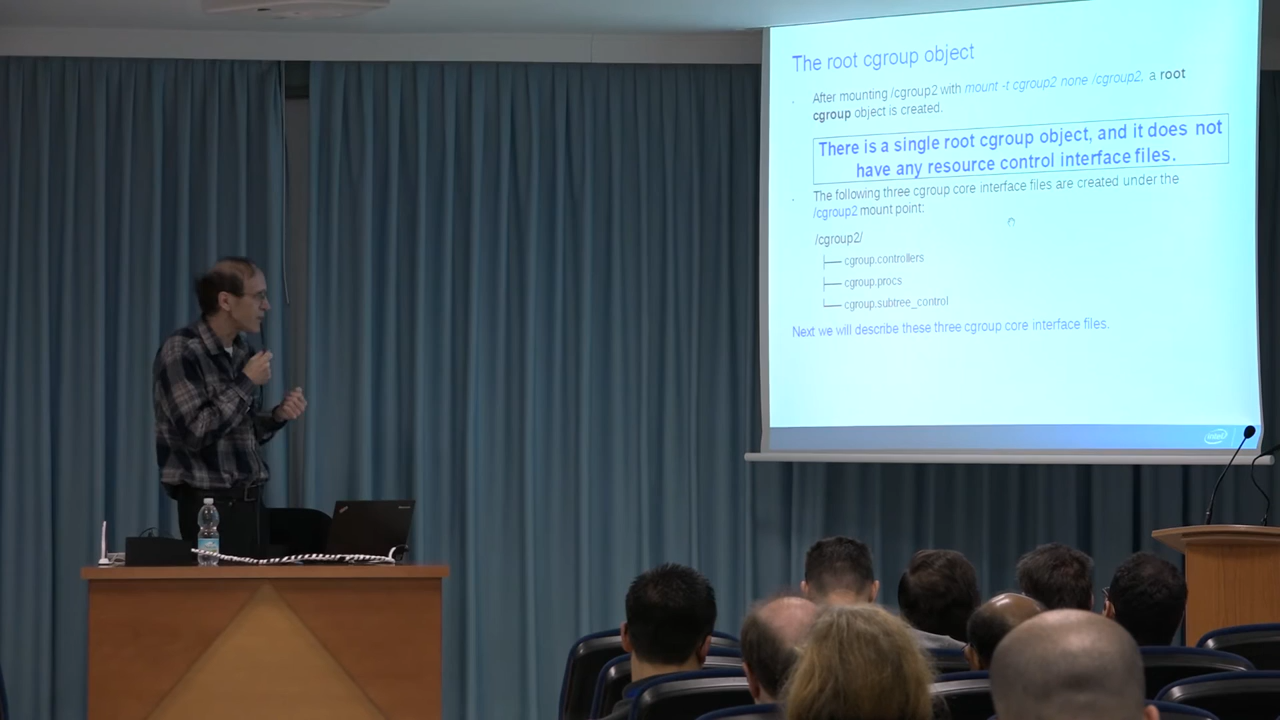 The root cgroup object
After mounting /cgroup2 with mount -t cgroup2 none /cgroup2, a root
cgroup object is created.
There is a single root cgroup object, and it does not
have any resource control interface files.
The following three cgroup core interface files are created under the
/cgroup2 mount point:
/cgroup2/
├── cgroup.controllers
├── cgroup.procs
└── cgroup.subtree_control
Next we will describe these three cgroup core interface files.
intel